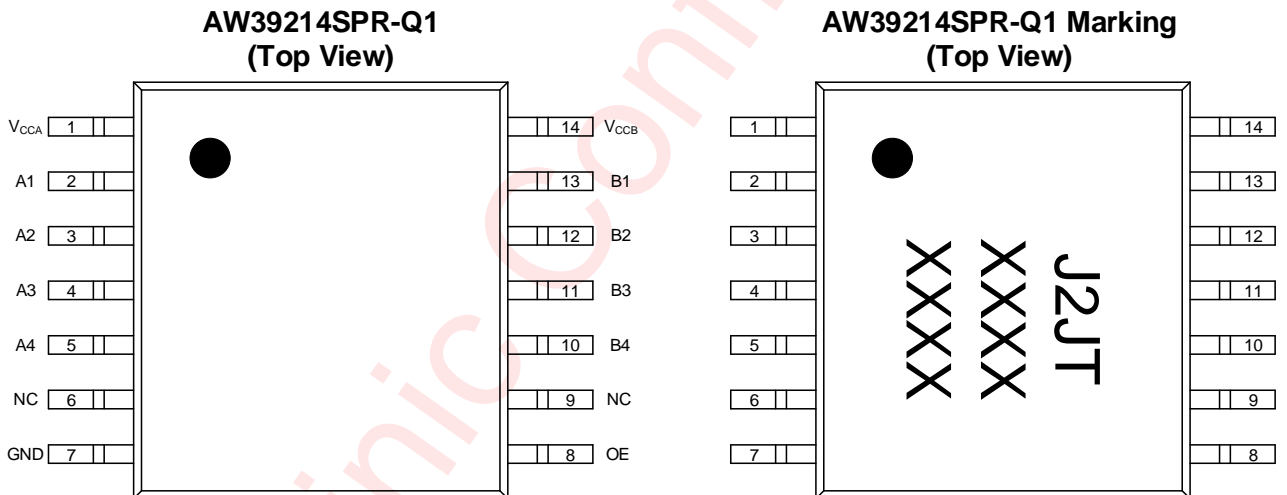 AW39214SPR-Q1
(Top View)
VCCA 1 14 VCCB
A1 2 13 B1
A2 3 12 B2
A3 4 11 B3
A4 5 10 B4
NC 6 9 NC
GND 7 8 OE
AW39214SPR-Q1 Marking
(Top View)
1 14
2 13
3 12
4 11
5 10
6 9
7 8
J2JT
XXXX
XXXX
inic Conf